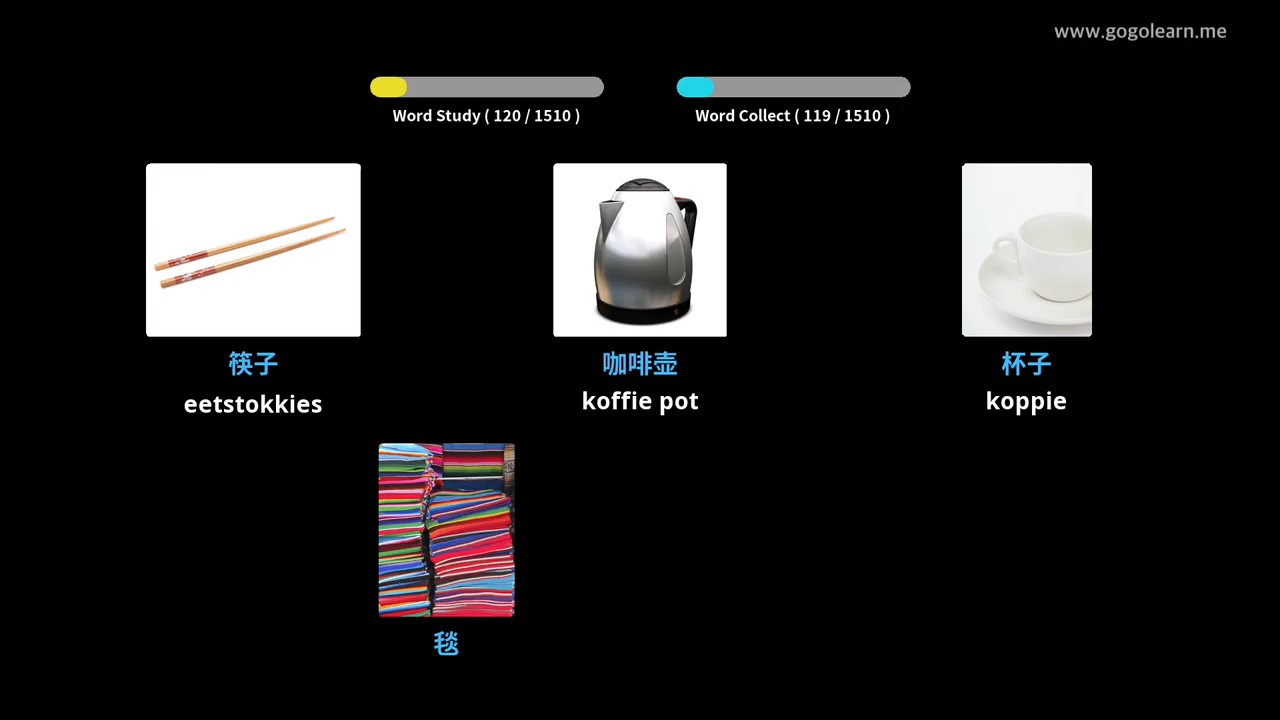 www.gogolearn.me
Word Study ( 120 / 1510 )
Word Collect ( 119 / 1510 )
筷子
咖啡壶
杯子
eetstokkies
koffie pot
koppie
毯